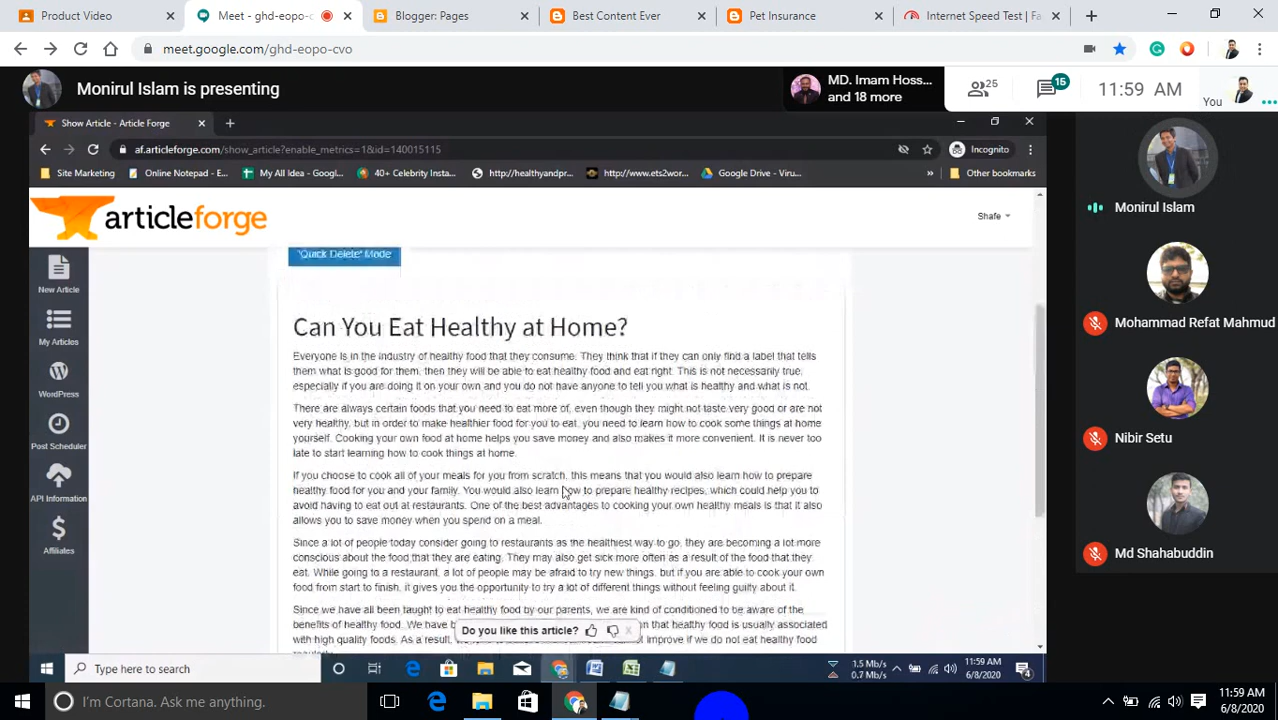 Product Video
Meet - ghd-eopo-c
Blogger: Pages
Best Content Ever
Pet Insurance
Internet Speed Test | Fa
meet.google.com/ghd-eopo-cvo
Monirul Islam is presenting
MD. Imam Hoss...
and 18 more
25
15
11:59 AM
You
Show Article - Article Forge
af.articleforge.com/show_article?enable_metrics=1&id=140015115
Incognito
Site Marketing
Online Notepad - E...
My All Idea - Googl...
40+ Celebrity Insta...
http://healthyandpr...
http://www.ets2wor...
Google Drive - Viru...
»
Other bookmarks
articleforge
Shafe
New Article
My Articles
WordPress
Post Scheduler
API Information
Affiliates
'Quick Delete' Mode
Can You Eat Healthy at Home?
Everyone is in the industry of healthy food that they consume. They think that if they can only find a label that tells
them what is good for them, then they will be able to eat healthy food and eat right. This is not necessarily true,
especially if you are doing it on your own and you do not have anyone to tell you what is healthy and what is not.
There are always certain foods that you need to eat more of, even though they might not taste very good or are not
very healthy, but in order to make healthier food for you to eat, you need to learn how to cook some things at home
yourself. Cooking your own food at home helps you save money and also makes it more convenient. It is never too
late to start learning how to cook things at home.
If you choose to cook all of your meals for you from scratch, this means that you would also learn how to prepare
healthy food for you and your family. You would also learn how to prepare healthy recipes, which could help you to
avoid having to eat out at restaurants. One of the best advantages to cooking your own healthy meals is that it also
allows you to save money when you spend on a meal.
Since a lot of people today consider going to restaurants as the healthiest way to go, they are becoming a lot more
conscious about the food that they are eating. They may also get sick more often as a result of the food that they
eat. While going to a restaurant, a lot of people may be afraid to try new things, but if you are able to cook your own
food from start to finish, it gives you the opportunity to try a lot of different things without feeling guilty about it.
Since we have all been taught to eat healthy food by our parents, we are kind of conditioned to be aware of the
benefits of healthy food. We have b on that healthy food is usually associated
with high quality foods. As a result, t improve if we do not eat healthy food
Do you like this article?
X
Monirul Islam
Mohammad Refat Mahmud
Nibir Setu
Md Shahabuddin
Type here to search
1.5 Mb/s
0.7 Mb/s
11:59 AM
6/8/2020
4
I'm Cortana. Ask me anything.
11:59 AM
6/8/2020